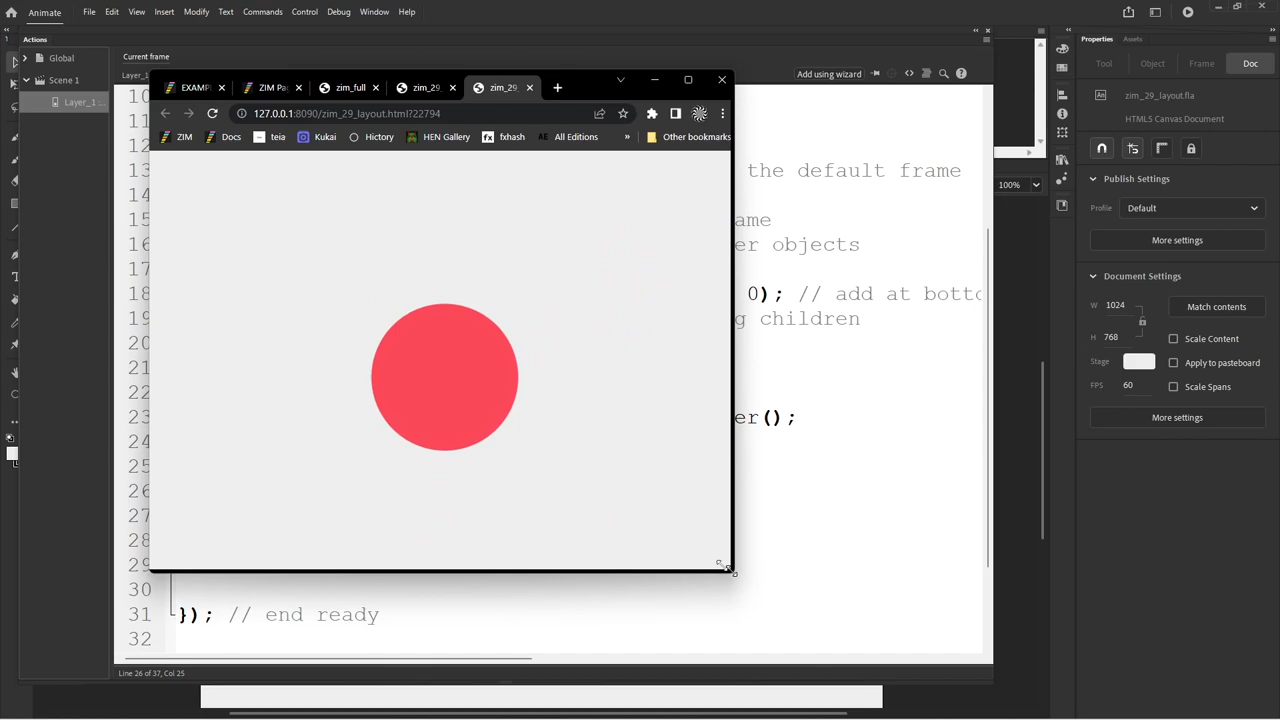 Animate File Edit View Insert Modify Text Commands Control Debug Window Help
Actions
Global
Scene 1
Layer_1 :...
Current frame
Layer_1
Add using wizard
EXAMP
ZIM Pa
zim_full
zim_29_
zim_29_
127.0.0.1:8090/zim_29_layout.html?22794
ZIM
Docs
teia
Kukai
Hictory
HEN Gallery
fx fxhash
AE All Editions
»
Other bookmarks
10
11
12
13 the default frame
14
15 ame
16 er objects
17
18 0); // add at botto
19 g children
20
21
22
23 er();
24
25
26
27
28
29
30
31 }); // end ready
32
Line 26 of 37, Col 25
100%
Properties Assets
Tool Object Frame Doc
zim_29_layout.fla
HTML5 Canvas Document
Publish Settings
Profile Default
More settings
Document Settings
W 1024 Match contents
H 768
Scale Content
Stage Apply to pasteboard
FPS 60 Scale Spans
More settings